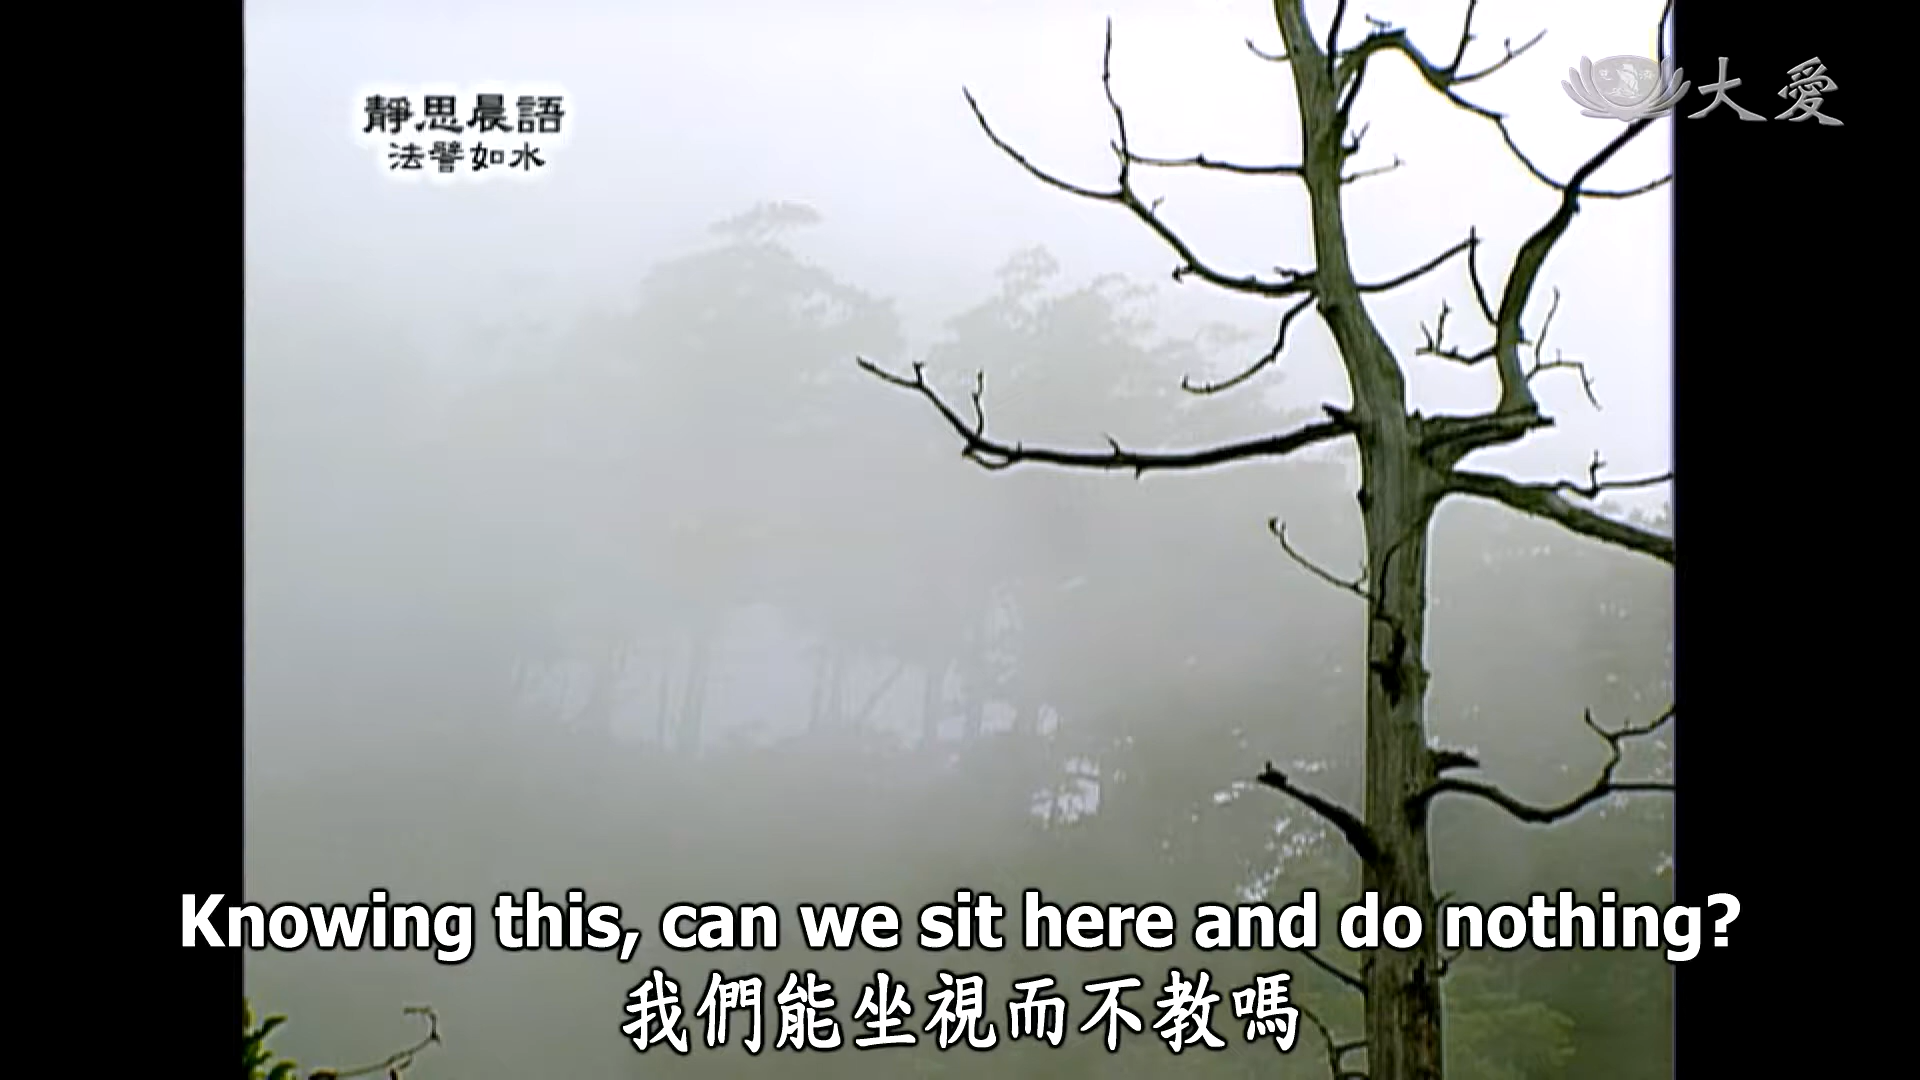 靜思晨語
法譬如水
大愛
Knowing this, can we sit here and do nothing?
我們能坐視而不教嗎